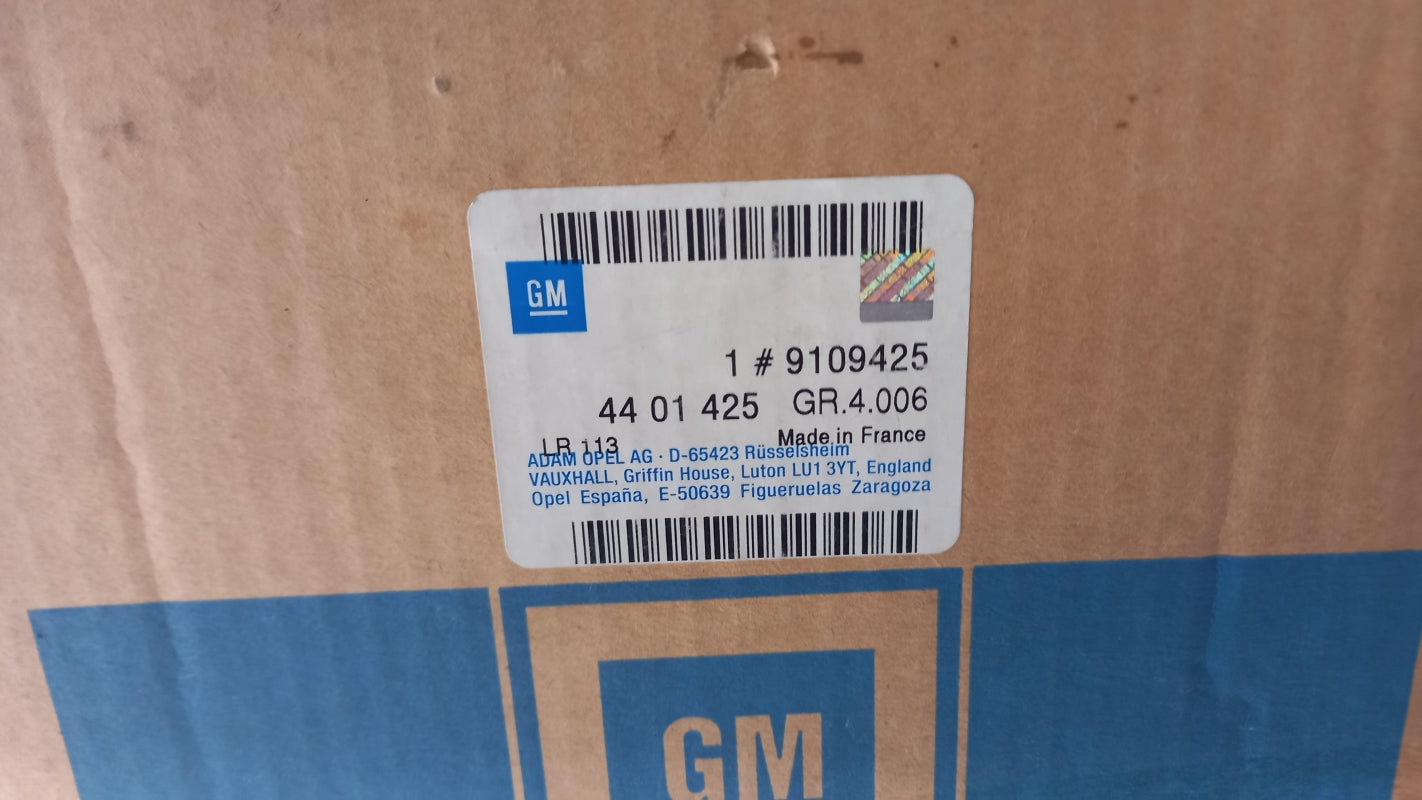 GM
1 # 9109425
44 01 425 GR.4.006
LR 113 Made in France
ADAM OPEL AG · D-65423 Rüsselsheim
VAUXHALL, Griffin House, Luton LU1 3YT, England
Opel España, E-50639 Figueruelas Zaragoza
GM